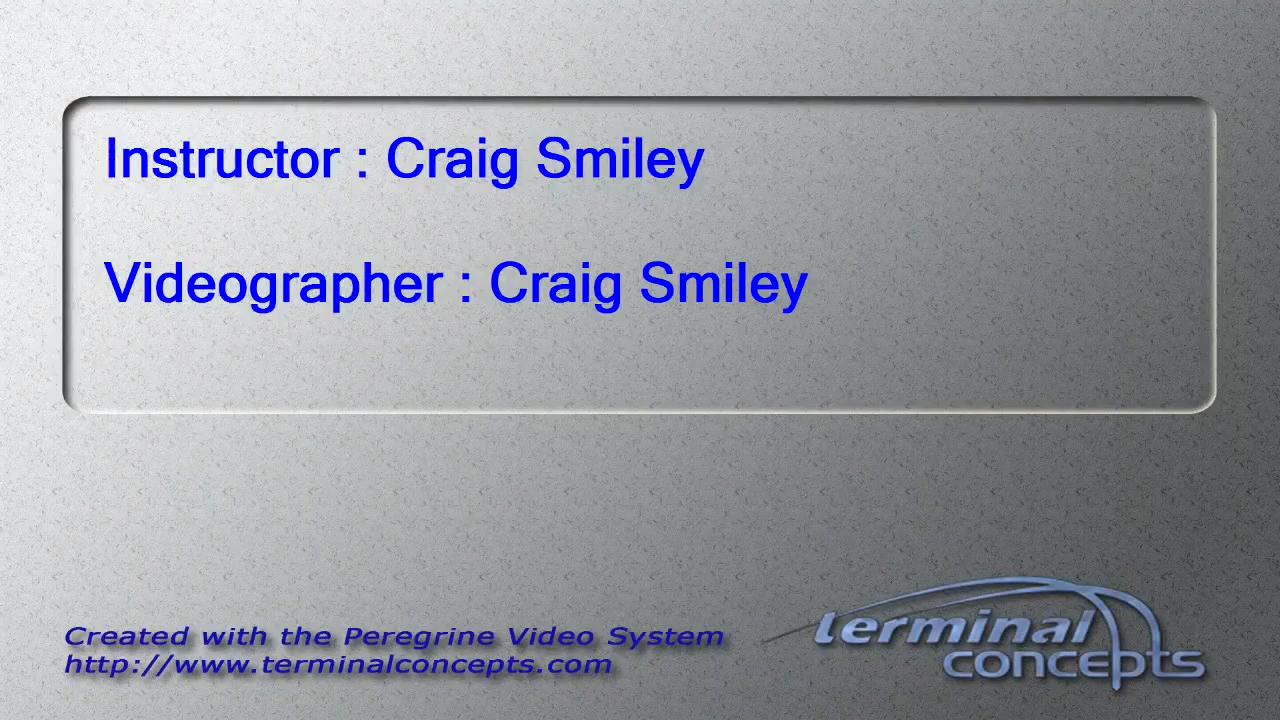 Instructor : Craig Smiley
Videographer : Craig Smiley
Created with the Peregrine Video System
http://www.terminalconcepts.com
terminal
concepts